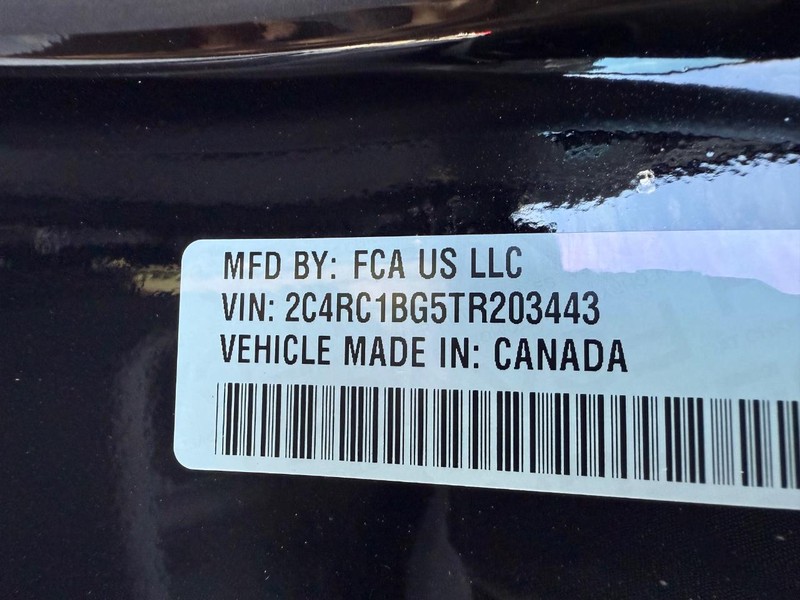 MFD BY: FCA US LLC
VIN: 2C4RC1BG5TR203443
VEHICLE MADE IN: CANADA